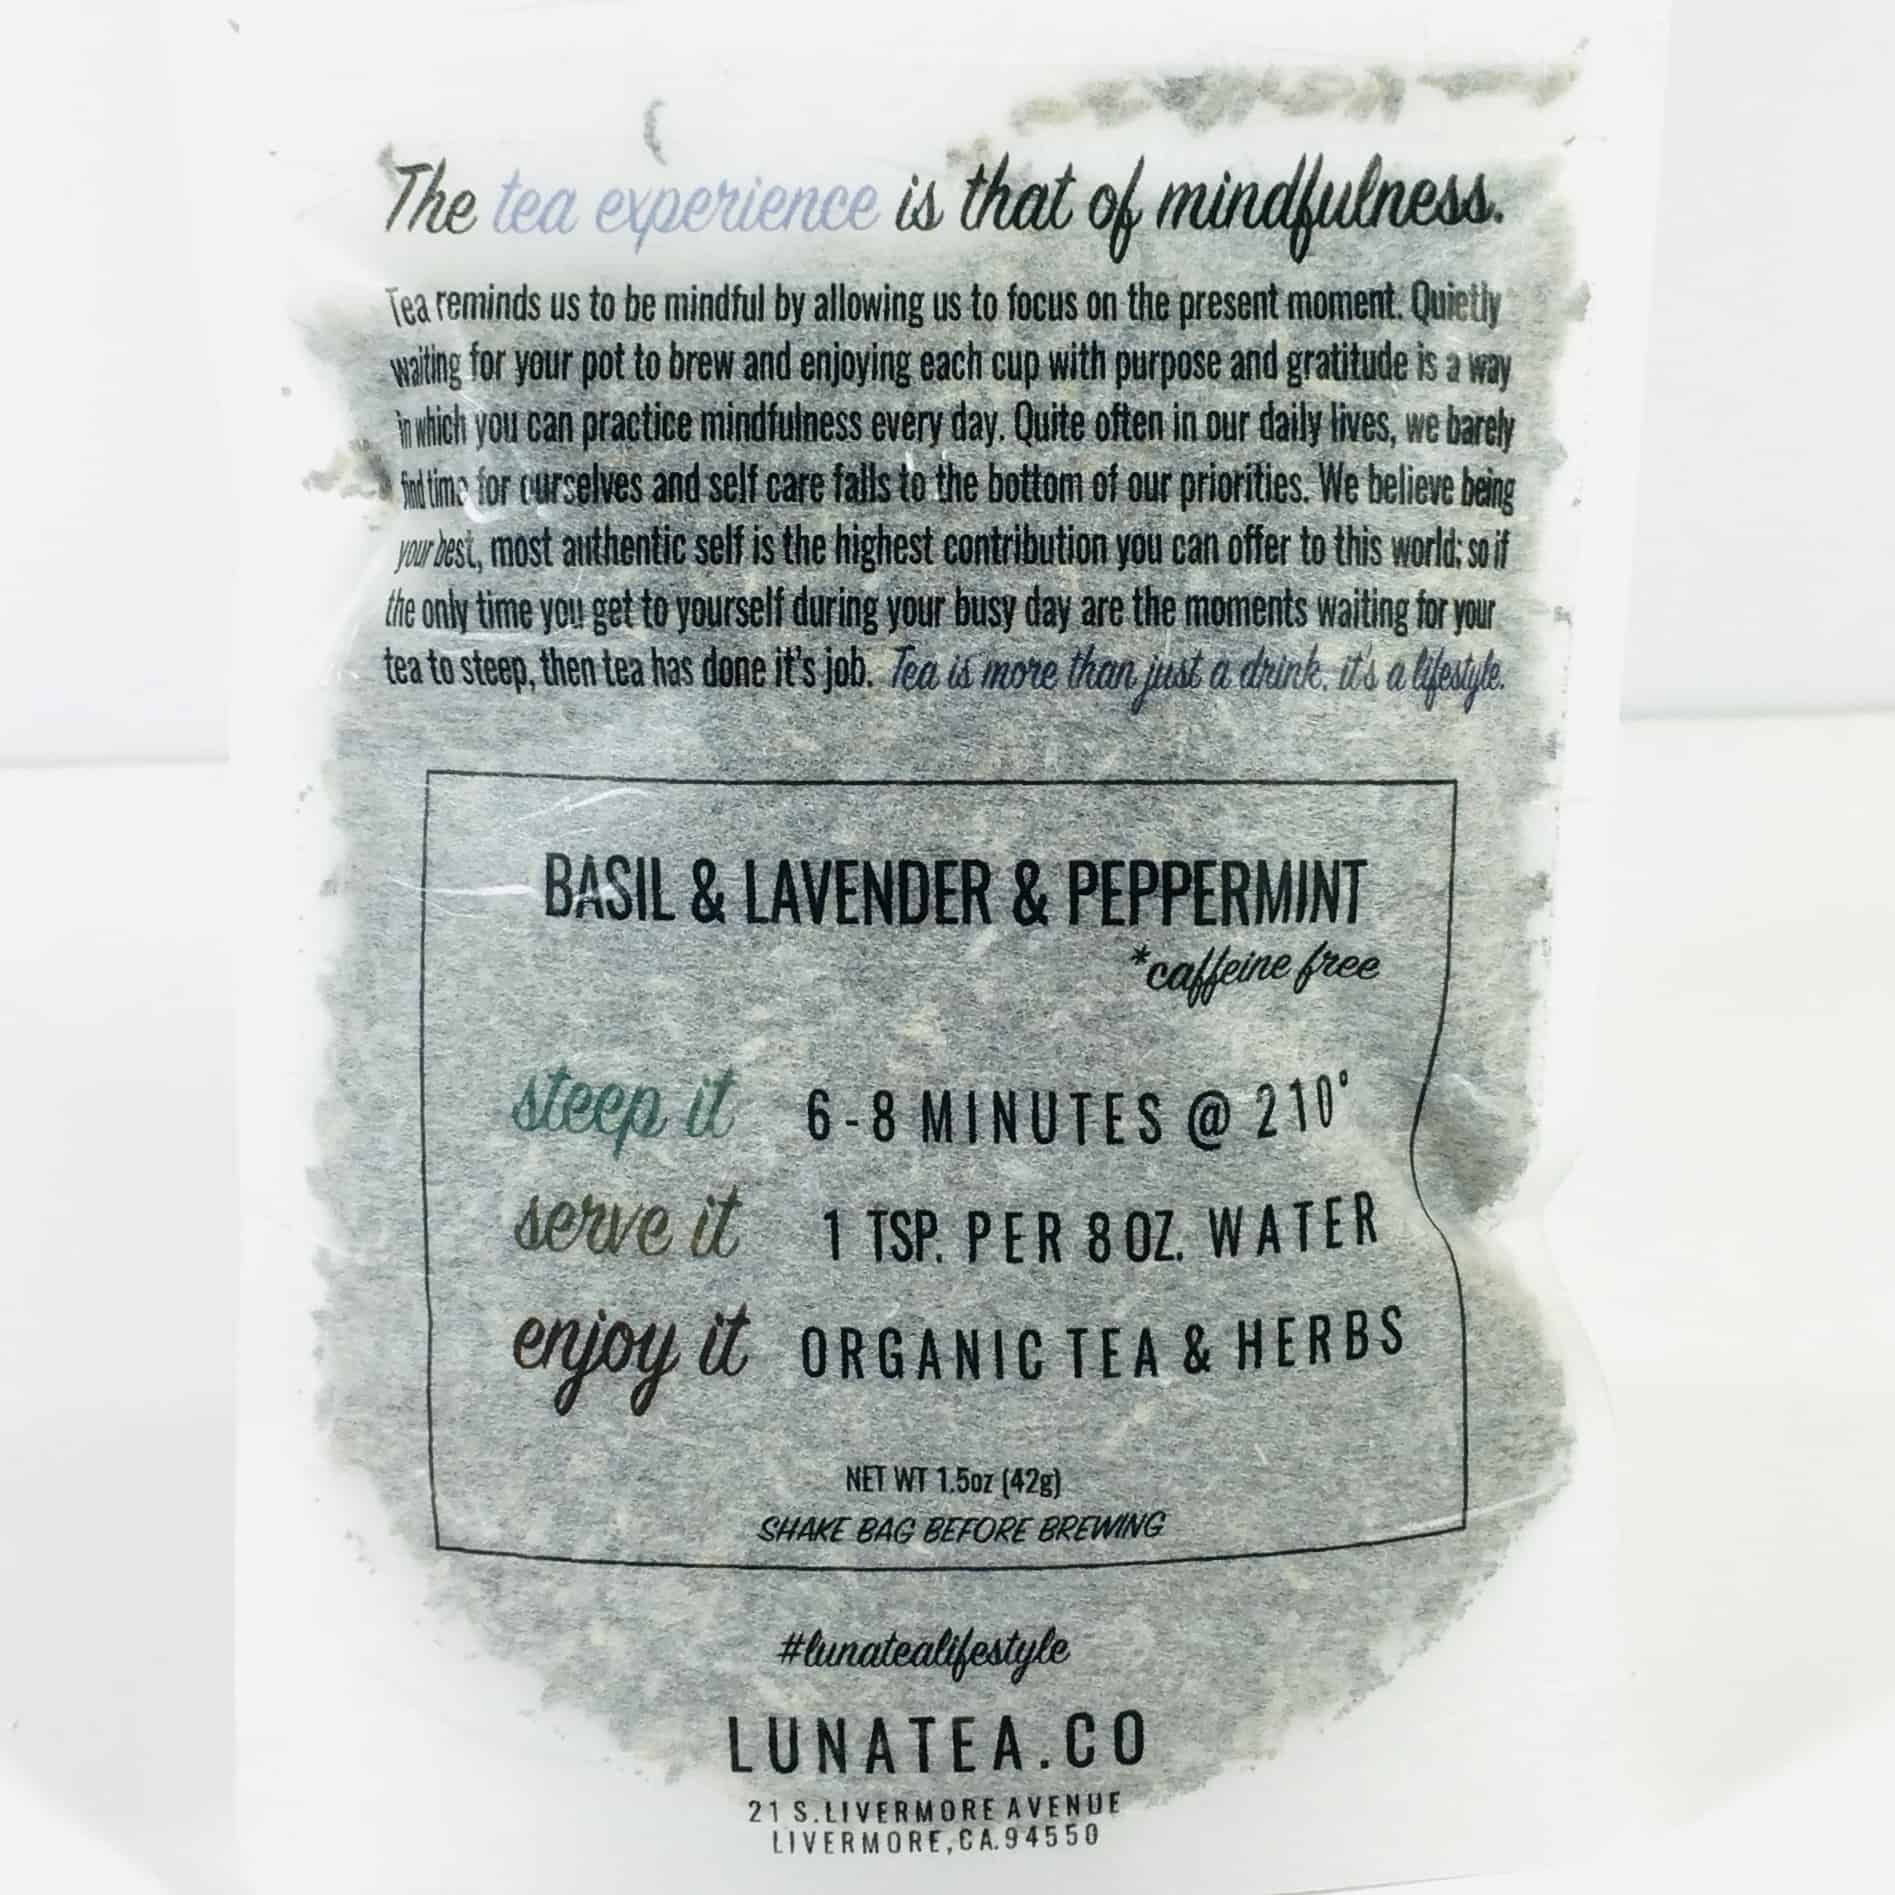 The tea experience is that of mindfulness.
Tea reminds us to be mindful by allowing us to focus on the present moment. Quietly
waiting for your pot to brew and enjoying each cup with purpose and gratitude is a way
in which you can practice mindfulness every day. Quite often in our daily lives, we barely
find time for ourselves and self care falls to the bottom of our priorities. We believe being
your best, most authentic self is the highest contribution you can offer to this world; so if
the only time you get to yourself during your busy day are the moments waiting for your
tea to steep, then tea has done it's job. Tea is more than just a drink, it's a lifestyle.
BASIL & LAVENDER & PEPPERMINT
*caffeine free
steep it 6-8 MINUTES @ 210°
serve it 1 TSP. PER 8 OZ. WATER
enjoy it ORGANIC TEA & HERBS
NET WT 1.5oz (42g)
SHAKE BAG BEFORE BREWING
#lunatealifestyle
LUNATEA.CO
21 S.LIVERMORE AVENUE
LIVERMORE,CA.94550